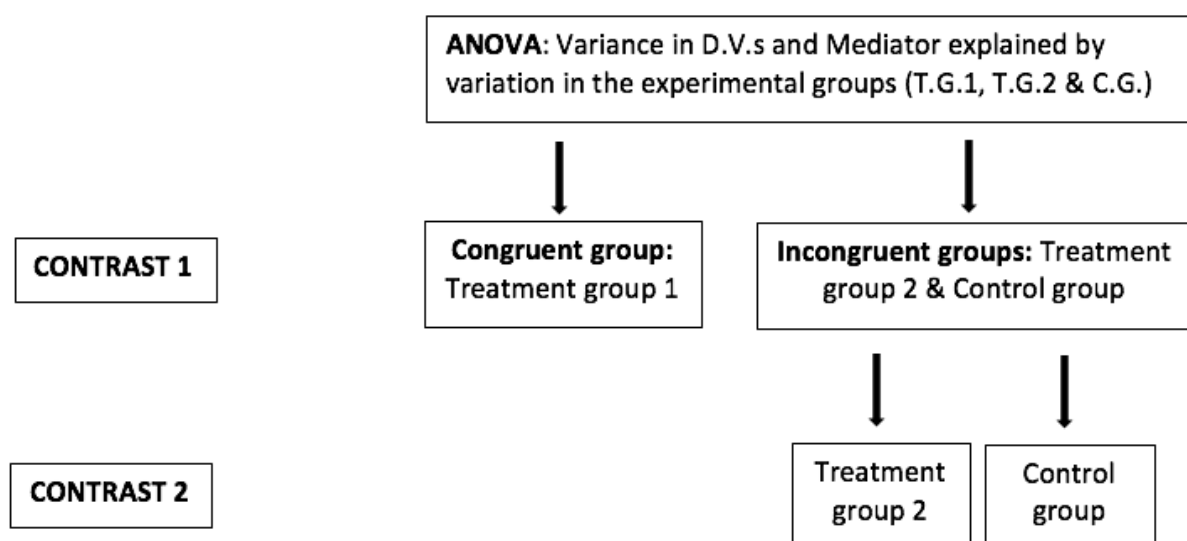 ANOVA: Variance in D.V.s and Mediator explained by
variation in the experimental groups (T.G.1, T.G.2 & C.G.)
CONTRAST 1
Congruent group:
Treatment group 1
Incongruent groups: Treatment
group 2 & Control group
CONTRAST 2
Treatment
group 2
Control
group